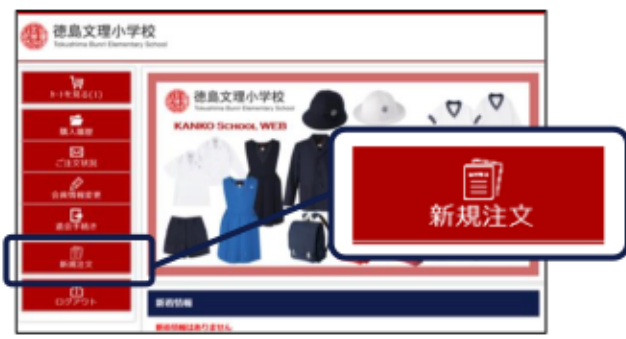 徳島文理小学校
Tokushima Bunri Elementary School
カートを見る(1)
購入履歴
ご注文状況
会員情報変更
退会手続き
新規注文
ログアウト
徳島文理小学校
Tokushima Bunri Elementary School
KANKO SCHOOL WEB
新規注文
新着情報
新着情報はありません